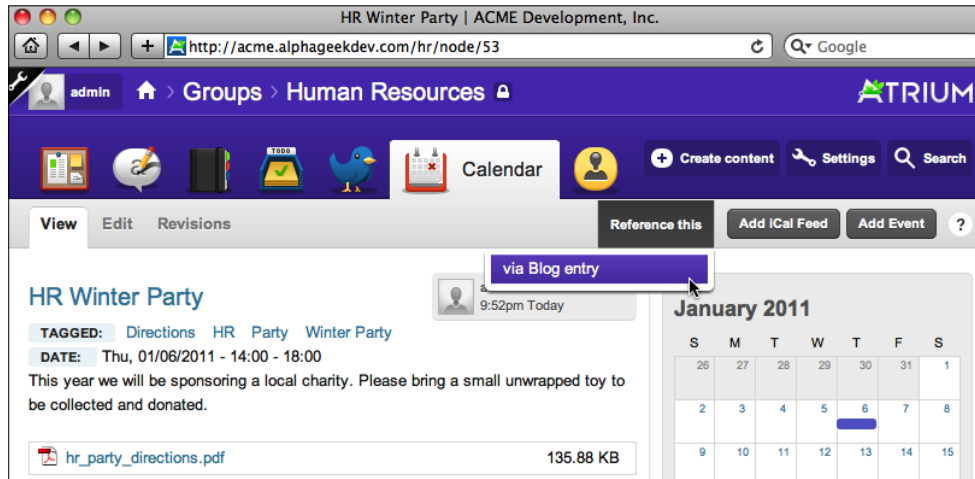 HR Winter Party | ACME Development, Inc.
http://acme.alphageekdev.com/hr/node/53
Google
admin
Groups › Human Resources
ATRIUM
TODO
Calendar
Create content
Settings
Search
View
Edit
Revisions
Reference this
Add iCal Feed
Add Event
?
via Blog entry
HR Winter Party
9:52pm Today
TAGGED: Directions HR Party Winter Party
DATE: Thu, 01/06/2011 - 14:00 - 18:00
This year we will be sponsoring a local charity. Please bring a small unwrapped toy to
be collected and donated.
hr_party_directions.pdf 135.88 KB
January 2011
S M T W T F S
26 27 28 29 30 31 1
2 3 4 5 6 7 8
9 10 11 12 13 14 15